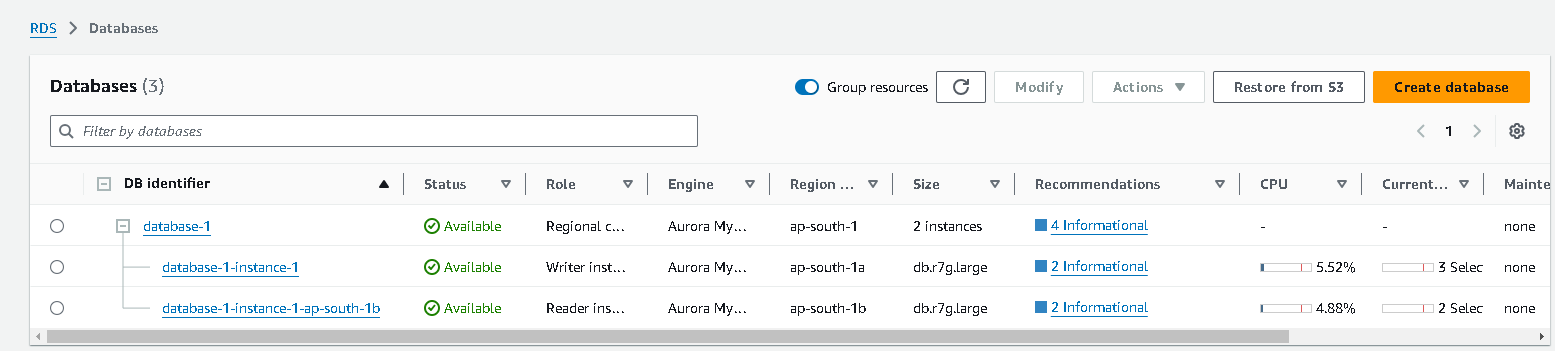 RDS > Databases
Databases (3) Group resources Modify Actions Restore from S3 Create database
Filter by databases 1
DB identifier Status Role Engine Region ... Size Recommendations CPU Current... Mainte
database-1 Available Regional c... Aurora My... ap-south-1 2 instances 4 Informational - - none
database-1-instance-1 Available Writer inst... Aurora My... ap-south-1a db.r7g.large 2 Informational 5.52% 3 Selec none
database-1-instance-1-ap-south-1b Available Reader ins... Aurora My... ap-south-1b db.r7g.large 2 Informational 4.88% 2 Selec none